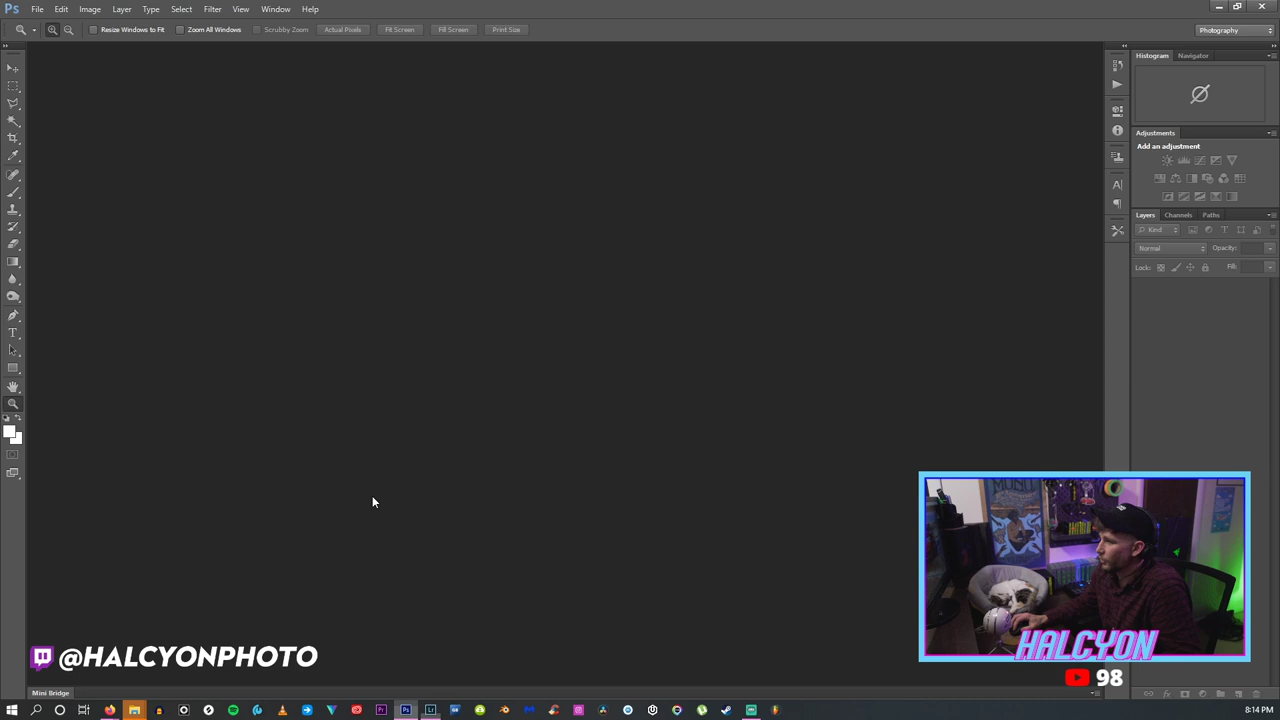 Ps File Edit Image Layer Type Select Filter View Window Help
Resize Windows to Fit Zoom All Windows Scrubby Zoom Actual Pixels Fit Screen Fill Screen Print Size Photography
Histogram Navigator
Adjustments
Add an adjustment
Layers Channels Paths
Kind
Normal Opacity:
Lock: Fill:
HALCYON
@HALCYONPHOTO
98
Mini Bridge
8:14 PM